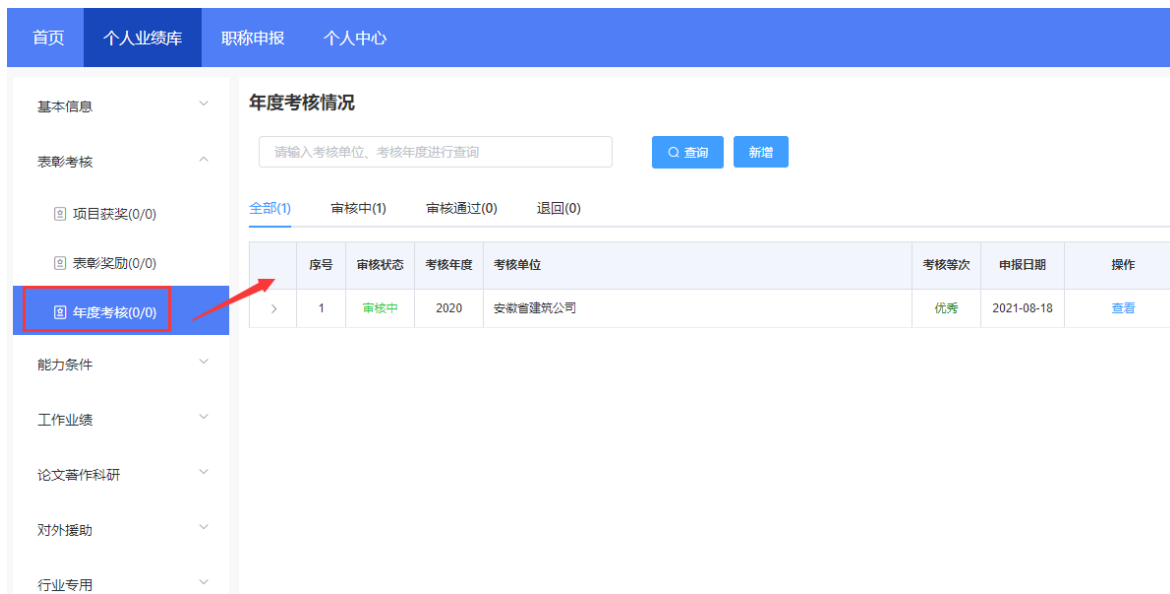 首页 个人业绩库 职称申报 个人中心
基本信息
表彰考核
项目获奖(0/0)
表彰奖励(0/0)
年度考核(0/0)
能力条件
工作业绩
论文著作科研
对外援助
行业专用
年度考核情况
请输入考核单位、考核年度进行查询 查询 新增
全部(1) 审核中(1) 审核通过(0) 退回(0)
序号 审核状态 考核年度 考核单位 考核等次 申报日期 操作
1 审核中 2020 安徽省建筑公司 优秀 2021-08-18 查看